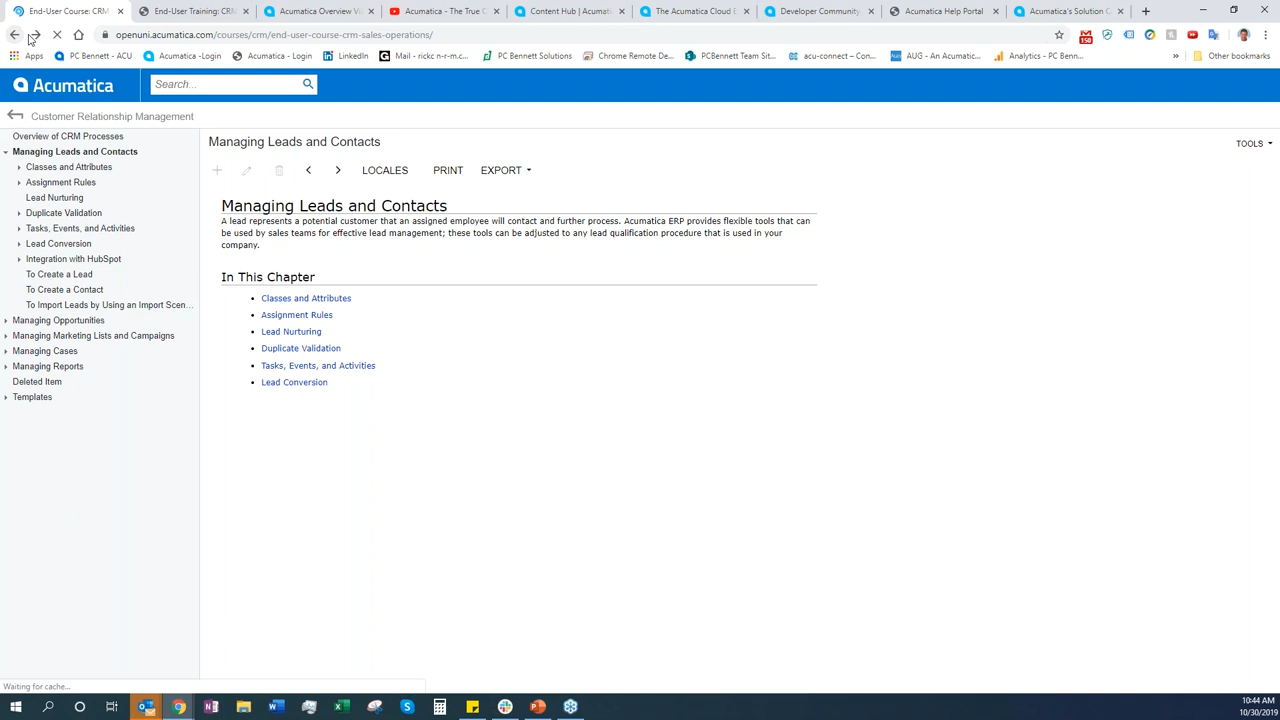 End-User Course: CRM
End-User Training: CRM
Acumatica Overview Vi
Acumatica - The True C
Content Hub | Acumati
The Acumatica Cloud E
Developer Community
Acumatica Help Portal
Acumatica's Solution C
openuni.acumatica.com/courses/crm/end-user-course-crm-sales-operations/
150
Apps
PC Bennett - ACU
Acumatica -Login
Acumatica - Login
LinkedIn
Mail - rickc n-r-m.c...
PC Bennett Solutions
Chrome Remote De...
PCBennett Team Sit...
acu-connect – Con...
AUG - An Acumatic...
Analytics - PC Benn...
»
Other bookmarks
Acumatica
Search...
Customer Relationship Management
Overview of CRM Processes
Managing Leads and Contacts
Classes and Attributes
Assignment Rules
Lead Nurturing
Duplicate Validation
Tasks, Events, and Activities
Lead Conversion
Integration with HubSpot
To Create a Lead
To Create a Contact
To Import Leads by Using an Import Scen...
Managing Opportunities
Managing Marketing Lists and Campaigns
Managing Cases
Managing Reports
Deleted Item
Templates
Managing Leads and Contacts
TOOLS
LOCALES PRINT EXPORT
Managing Leads and Contacts
A lead represents a potential customer that an assigned employee will contact and further process. Acumatica ERP provides flexible tools that can
be used by sales teams for effective lead management; these tools can be adjusted to any lead qualification procedure that is used in your
company.
In This Chapter
• Classes and Attributes
• Assignment Rules
• Lead Nurturing
• Duplicate Validation
• Tasks, Events, and Activities
• Lead Conversion
Waiting for cache...
10:44 AM
10/30/2019